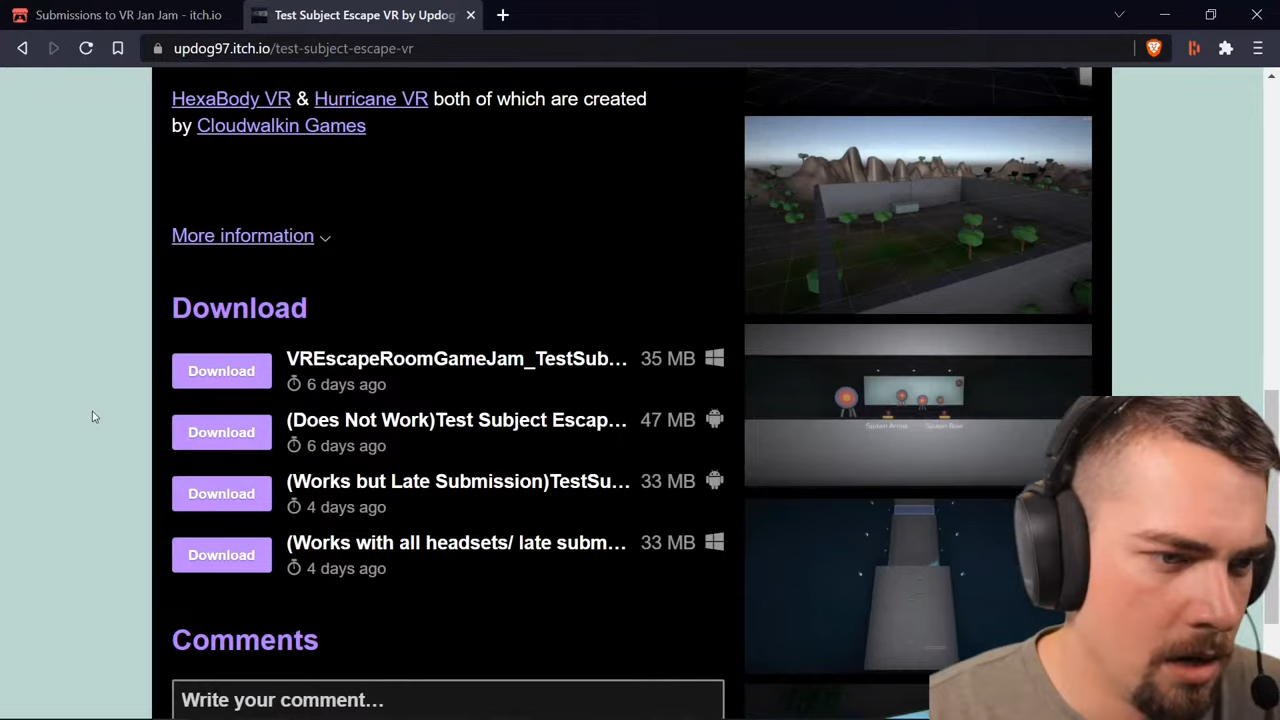 Submissions to VR Jan Jam - itch.io
Test Subject Escape VR by Updog
updog97.itch.io/test-subject-escape-vr
HexaBody VR & Hurricane VR both of which are created
by Cloudwalkin Games
More information
Download
Download VREscapeRoomGameJam_TestSub... 35 MB
6 days ago
Download (Does Not Work)Test Subject Escap... 47 MB
6 days ago
Download (Works but Late Submission)TestSu... 33 MB
4 days ago
Download (Works with all headsets/ late subm... 33 MB
4 days ago
Comments
Write your comment...
Spawn Arrow Spawn Bow